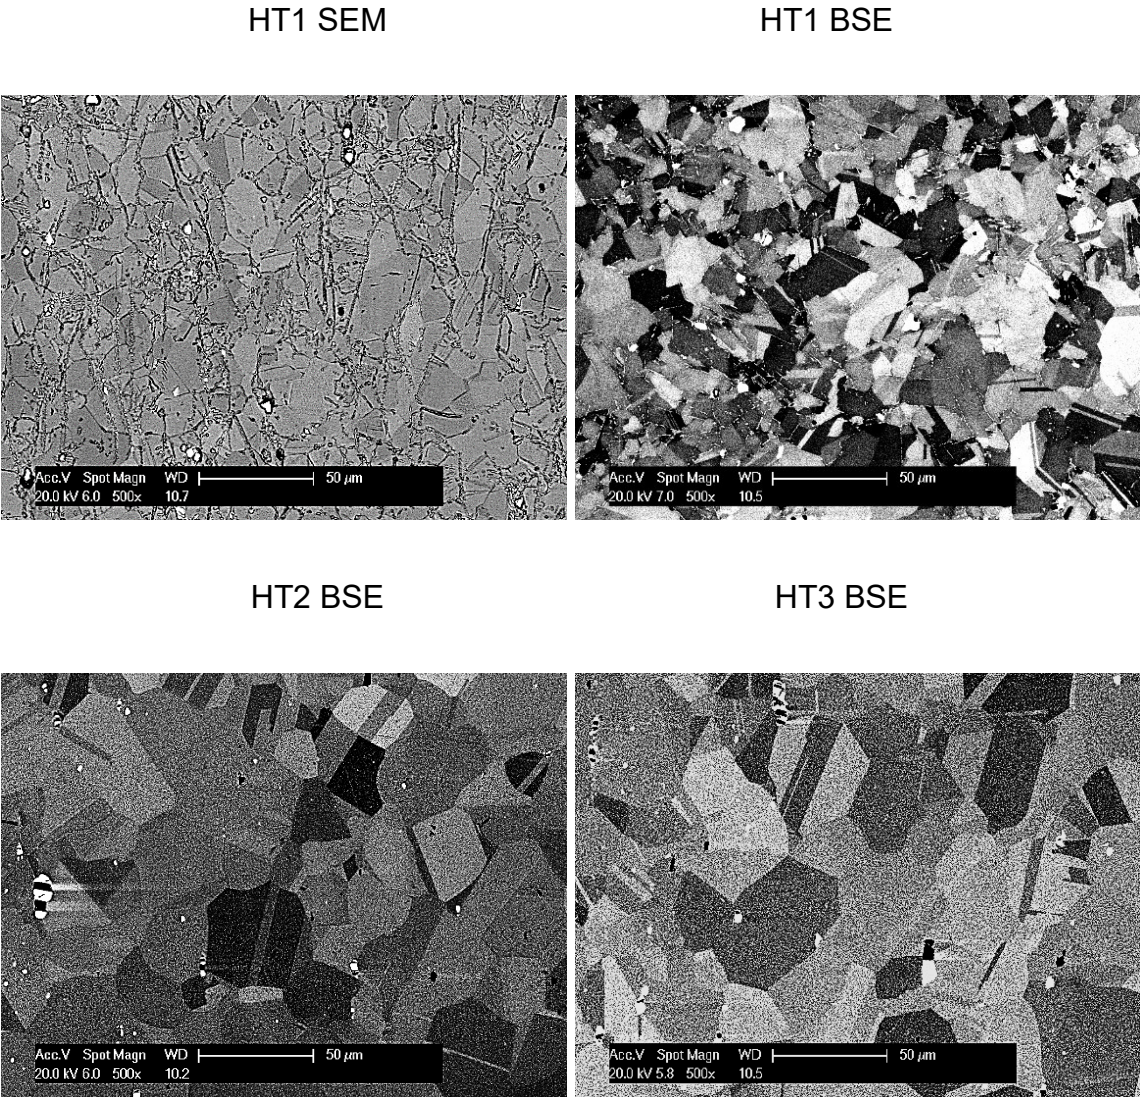 HT1 SEM
HT1 BSE
Acc.V Spot Magn WD 50 µm
20.0 kV 6.0 500x 10.7
Acc.V Spot Magn WD 50 µm
20.0 kV 7.0 500x 10.5
HT2 BSE
HT3 BSE
Acc.V Spot Magn WD 50 µm
20.0 kV 6.0 500x 10.2
Acc.V Spot Magn WD 50 µm
20.0 kV 5.8 500x 10.5